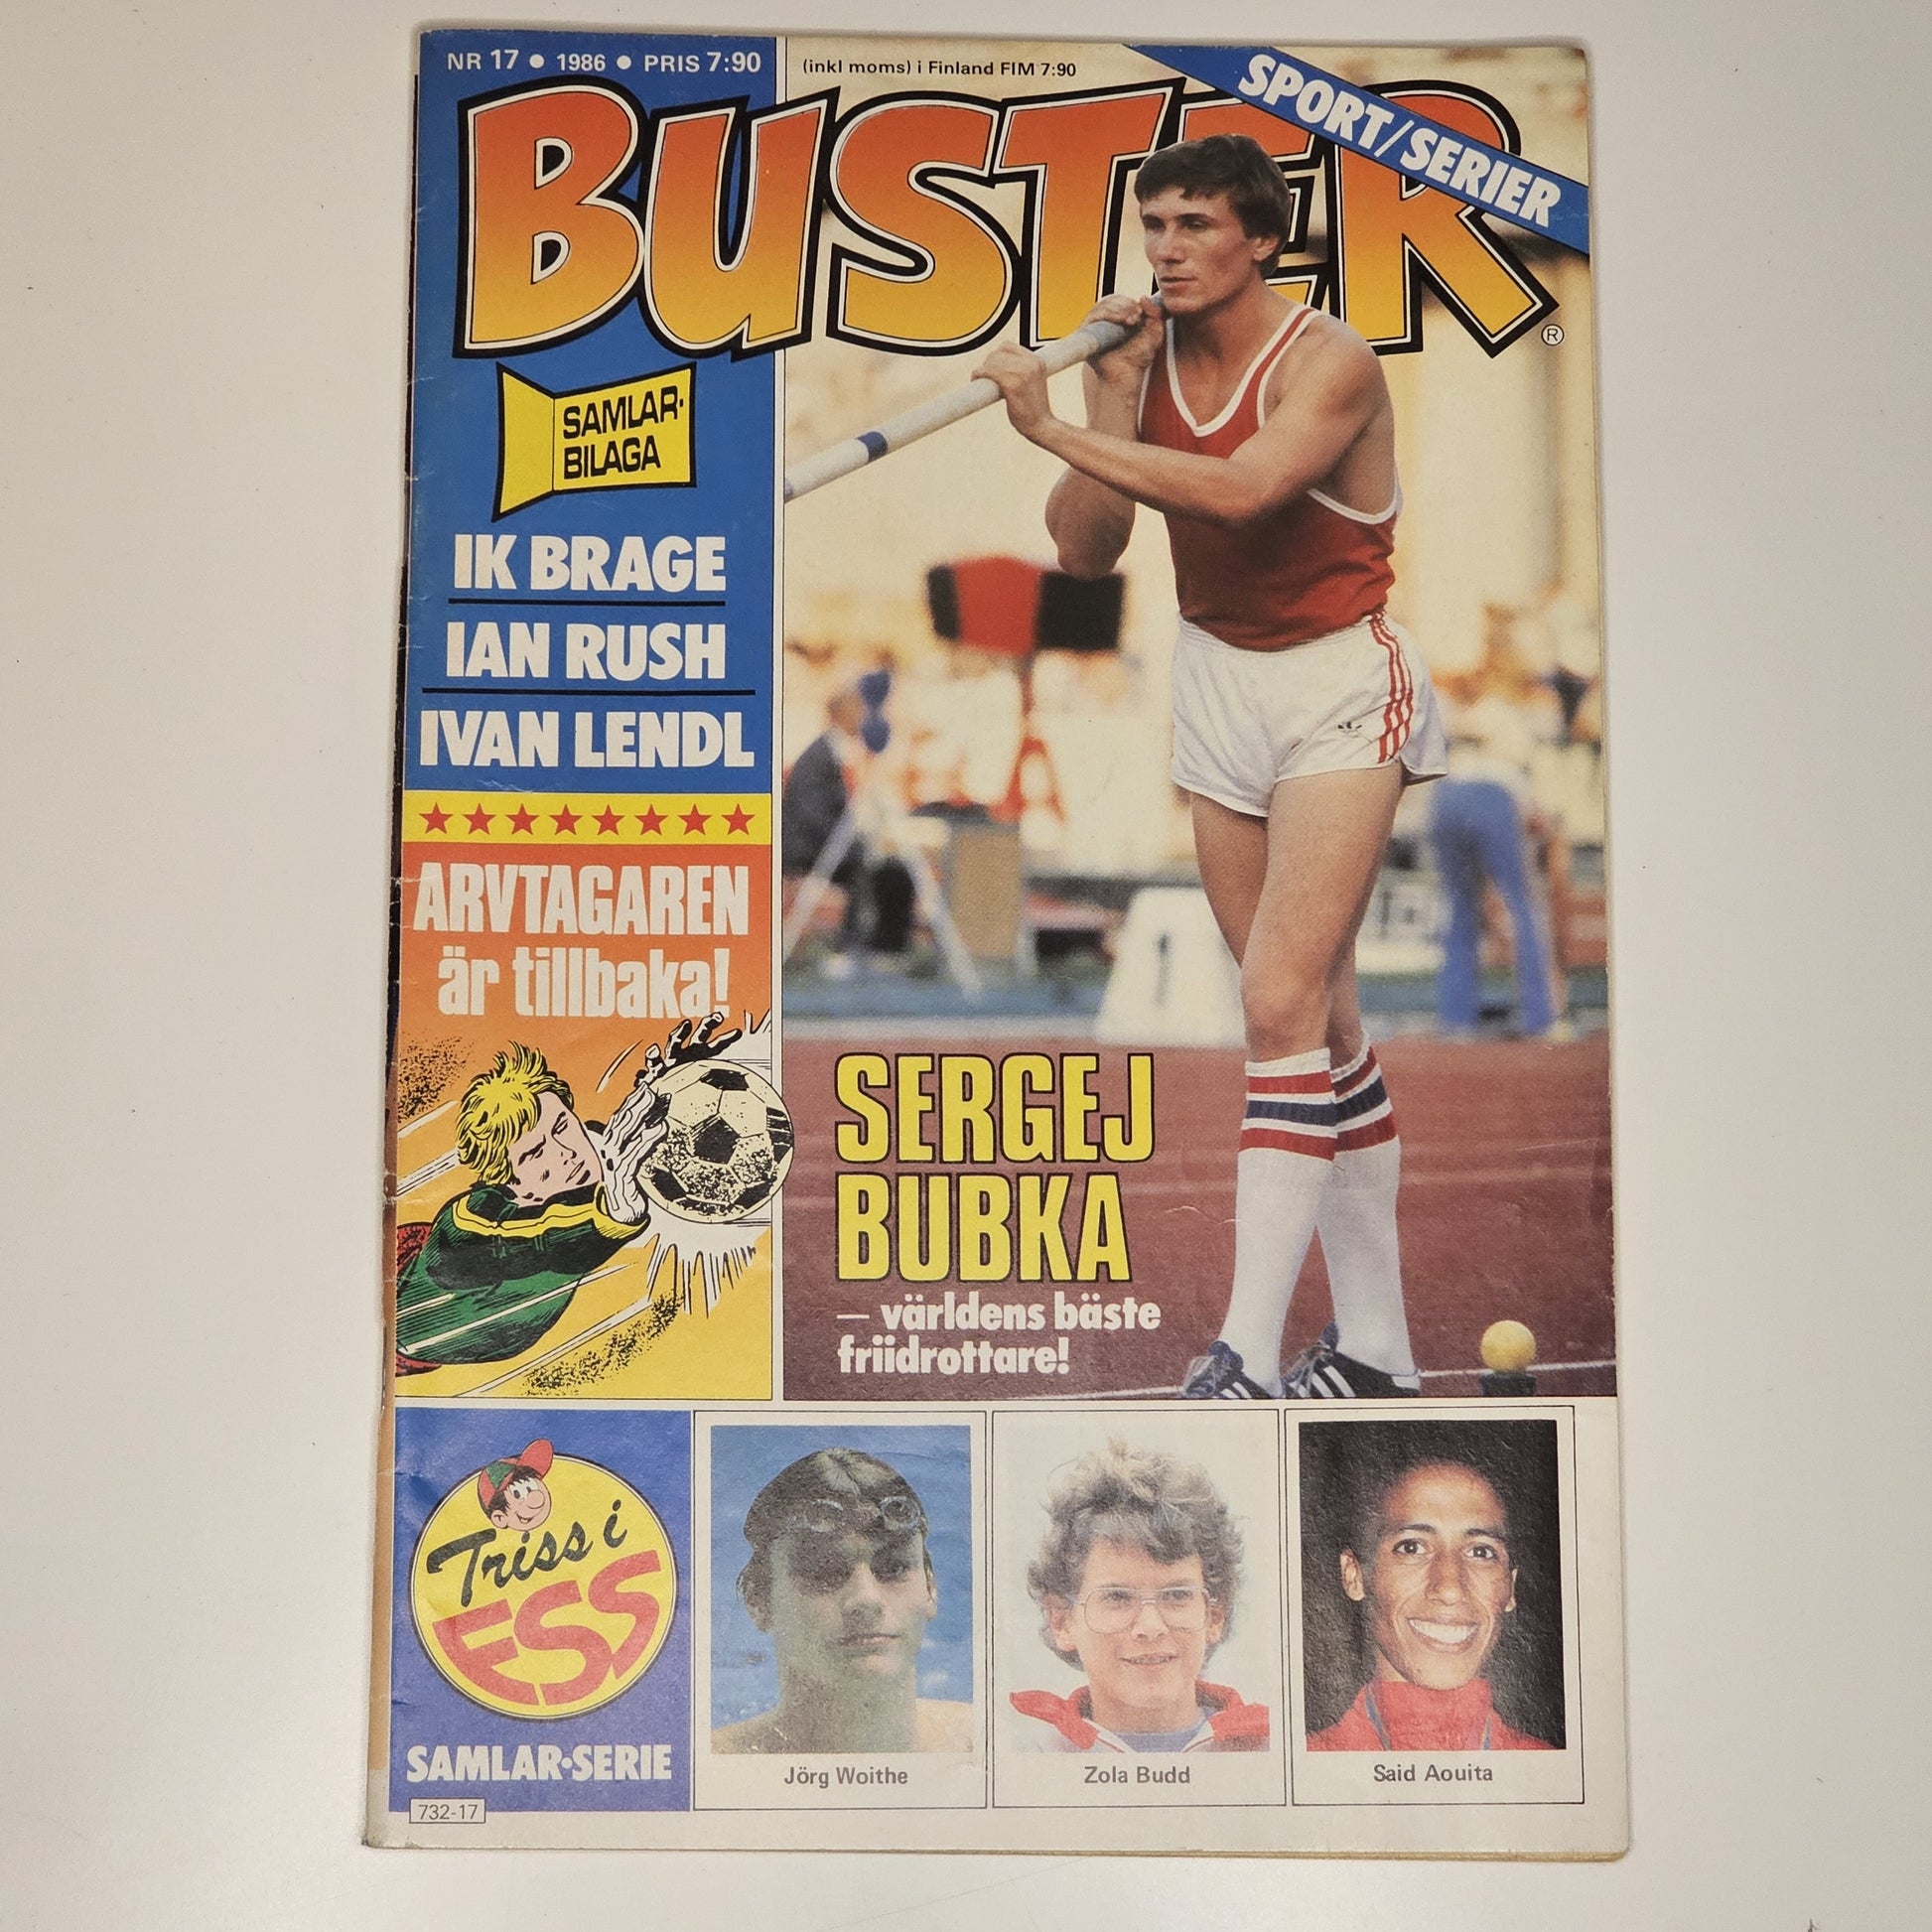 NR 17 • 1986 • PRIS 7:90
(inkl moms) i Finland FIM 7:90
SPORT/SERIER
BUSTER
®
SAMLAR-
BILAGA
IK BRAGE
IAN RUSH
IVAN LENDL
ARVTAGAREN
är tillbaka!
1
SERGEJ
BUBKA
— världens bäste
friidrottare!
Triss i
ESS
SAMLAR•SERIE
732-17
Jörg Woithe
Zola Budd
Said Aouita